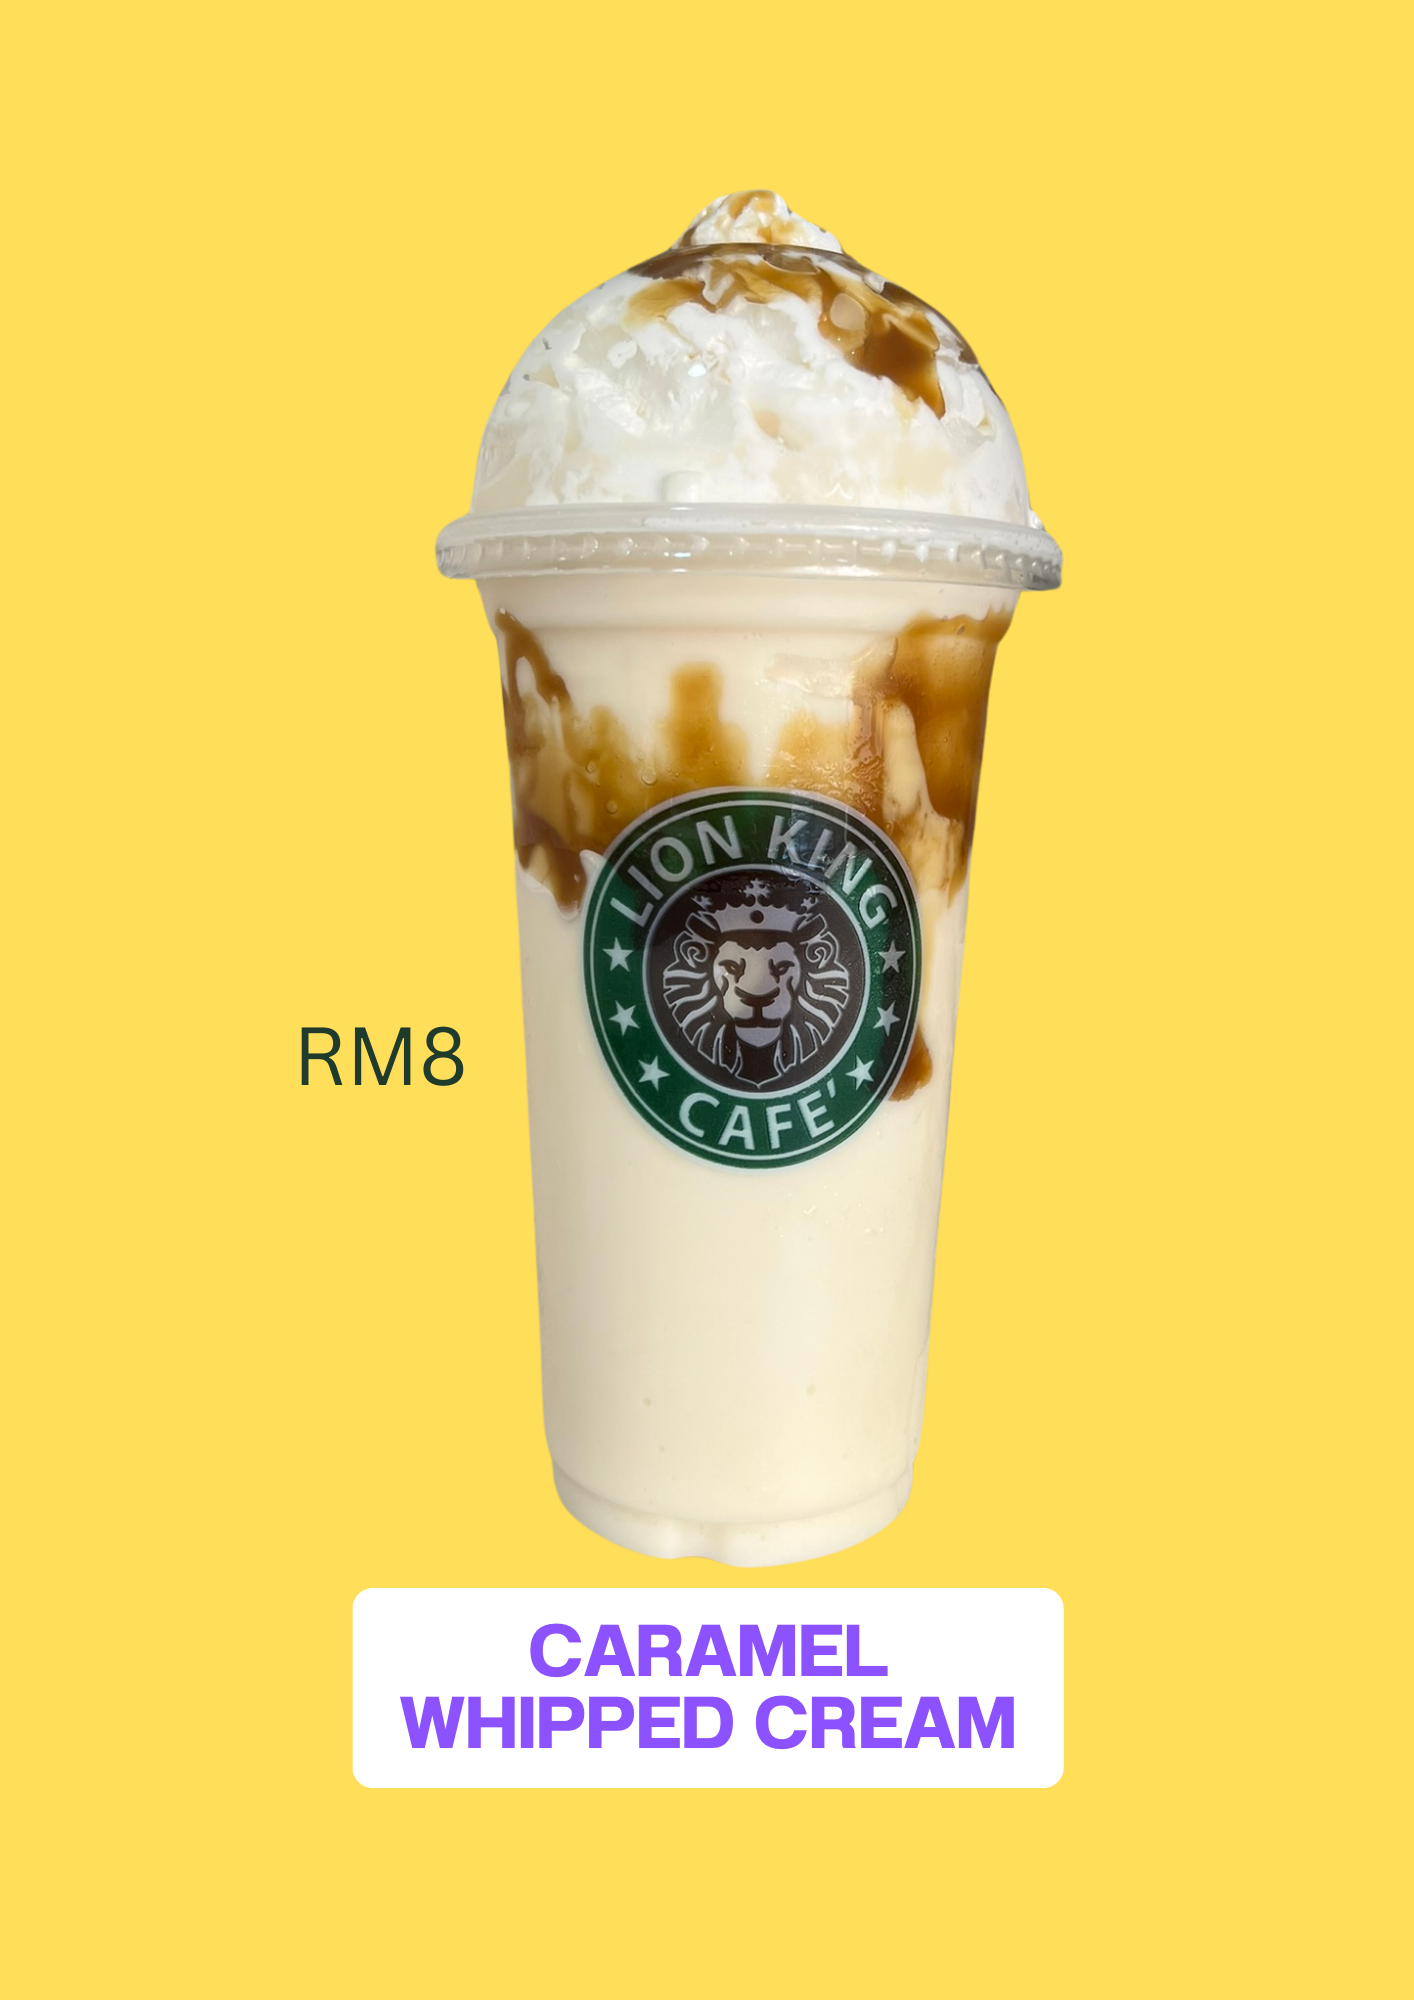 LION KING
CAFE'
RM8
CARAMEL
WHIPPED CREAM